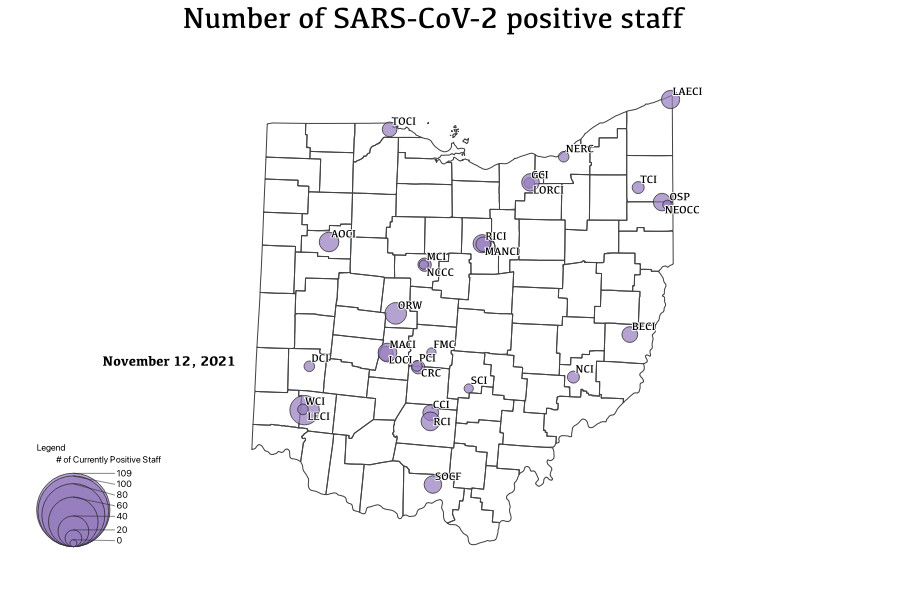 Number of SARS-CoV-2 positive staff
LAECI
TOCI
NERC
GCI
LORCI
TCI
OSP
NEOCC
AOCI
RICI
MANCI
MCI
NCCC
ORW
BECI
November 12, 2021
MACI
LOCI
FMC
PCI
CRC
DCI
NCI
SCI
WCI
LECI
CCI
RCI
SOCF
Legend
# of Currently Positive Staff
109
100
80
60
40
20
0